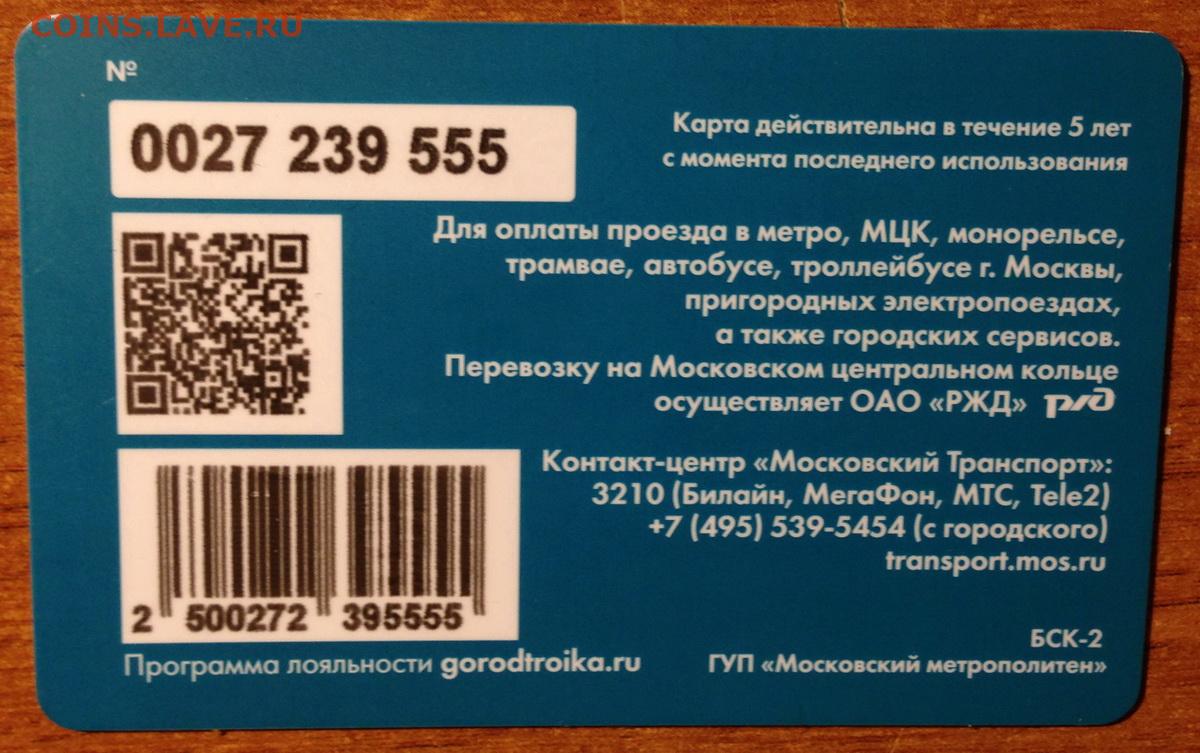 COINS.LAVE.RU
№
0027 239 555
Карта действительна в течение 5 лет
с момента последнего использования
Для оплаты проезда в метро, МЦК, монорельсе,
трамвае, автобусе, троллейбусе г. Москвы,
пригородных электропоездах,
а также городских сервисов.
Перевозку на Московском центральном кольце
осуществляет ОАО «РЖД» РЖД
Контакт-центр «Московский Транспорт»:
3210 (Билайн, МегаФон, МТС, Tele2)
+7 (495) 539-5454 (с городского)
transport.mos.ru
2 500272 395555
БСК-2
Программа лояльности gorodtroika.ru
ГУП «Московский метрополитен»